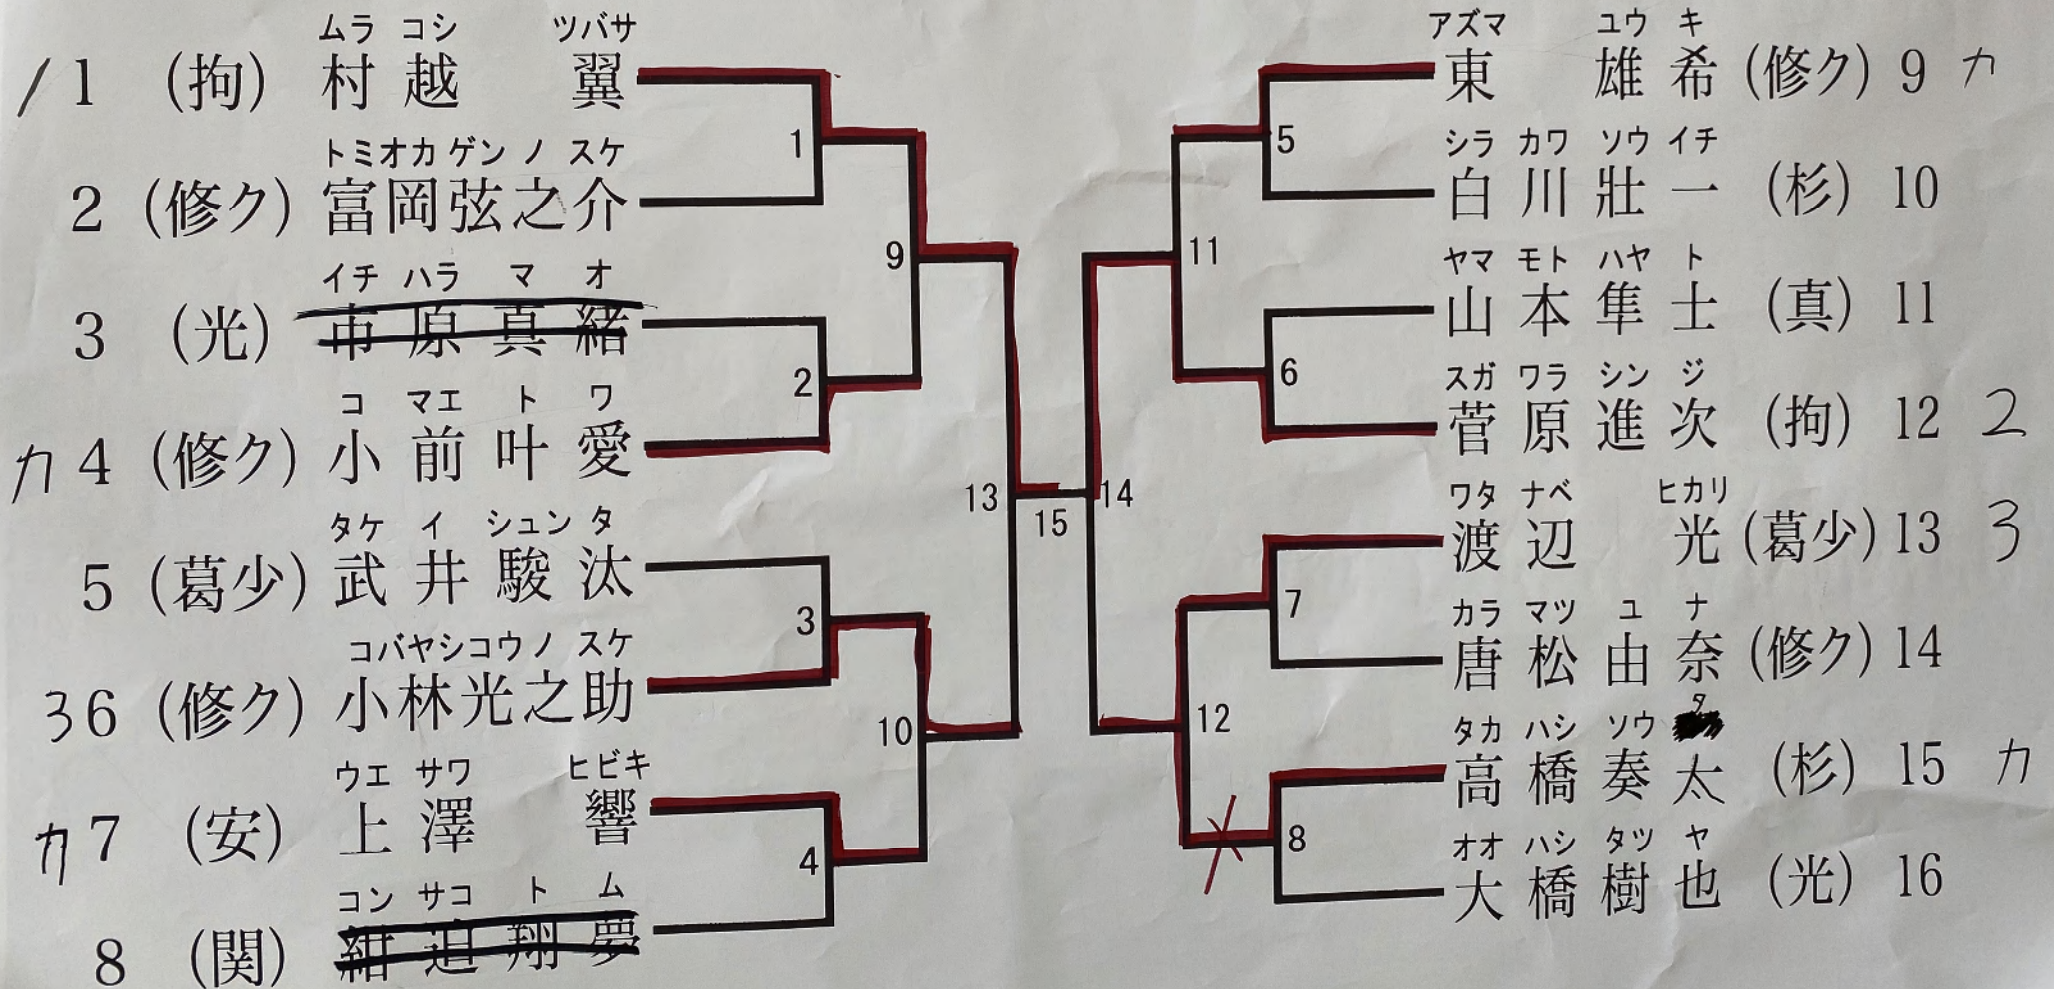 ムラ コシ ツバサ
/1 (拘) 村越 翼
トミオカ ゲン ノ スケ
2 (修ク) 富岡弦之介
イチ ハラ マ オ
3 (光) 市原真緒
コ マエ ト ワ
カ4 (修ク) 小前叶愛
タケ イ シュン タ
5 (葛少) 武井駿汰
コバヤシコウノ スケ
36 (修ク) 小林光之助
ウエ サワ ヒビキ
カ7 (安) 上澤 響
コン サコ ト ム
8 (関) 紺迫翔夢
1
2
3
4
9
10
13
15
14
11
12
5
6
7
8
アズマ ユウ キ
東 雄希 (修ク) 9 カ
シラ カワ ソウ イチ
白川壮一 (杉) 10
ヤマ モト ハヤ ト
山本隼士 (真) 11
スガ ワラ シン ジ
菅原進次 (拘) 12 2
ワタ ナベ ヒカリ
渡辺 光 (葛少) 13 3
カラ マツ ユ ナ
唐松由奈 (修ク) 14
タカ ハシ ソウ タ
高橋奏太 (杉) 15 カ
オオ ハシ タツ ヤ
大橋樹也 (光) 16